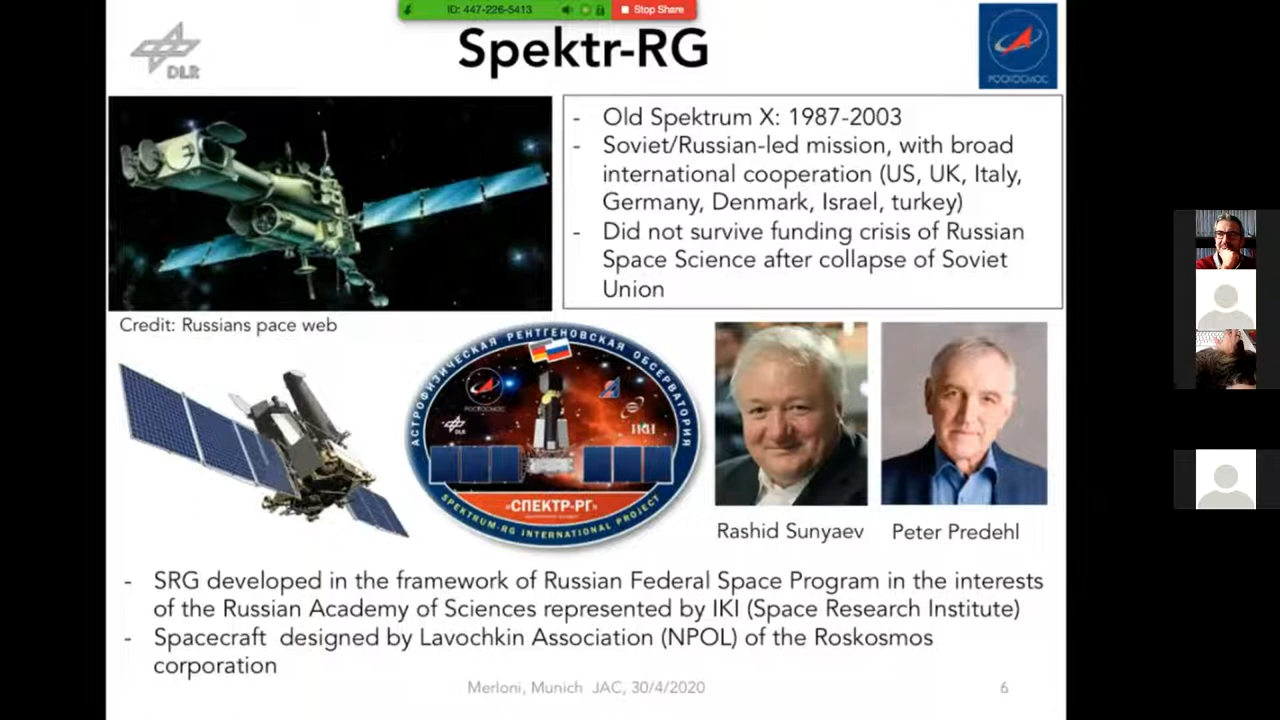 ID: 447-226-5413
Stop Share
DLR
Spektr-RG
РОСКОСМОС
- Old Spektrum X: 1987-2003
- Soviet/Russian-led mission, with broad
international cooperation (US, UK, Italy,
Germany, Denmark, Israel, turkey)
- Did not survive funding crisis of Russian
Space Science after collapse of Soviet
Union
Credit: Russians pace web
АСТРОФИЗИЧЕСКАЯ РЕНТГЕНОВСКАЯ ОБСЕРВАТОРИЯ
РОСКОСМОС
DLR
ІКИ
«СПЕКТР-РГ»
SPEKTRUM-RG INTERNATIONAL PROJECT
Rashid Sunyaev
Peter Predehl
- SRG developed in the framework of Russian Federal Space Program in the interests
of the Russian Academy of Sciences represented by IKI (Space Research Institute)
- Spacecraft designed by Lavochkin Association (NPOL) of the Roskosmos
corporation
Merloni, Munich JAC, 30/4/2020
6